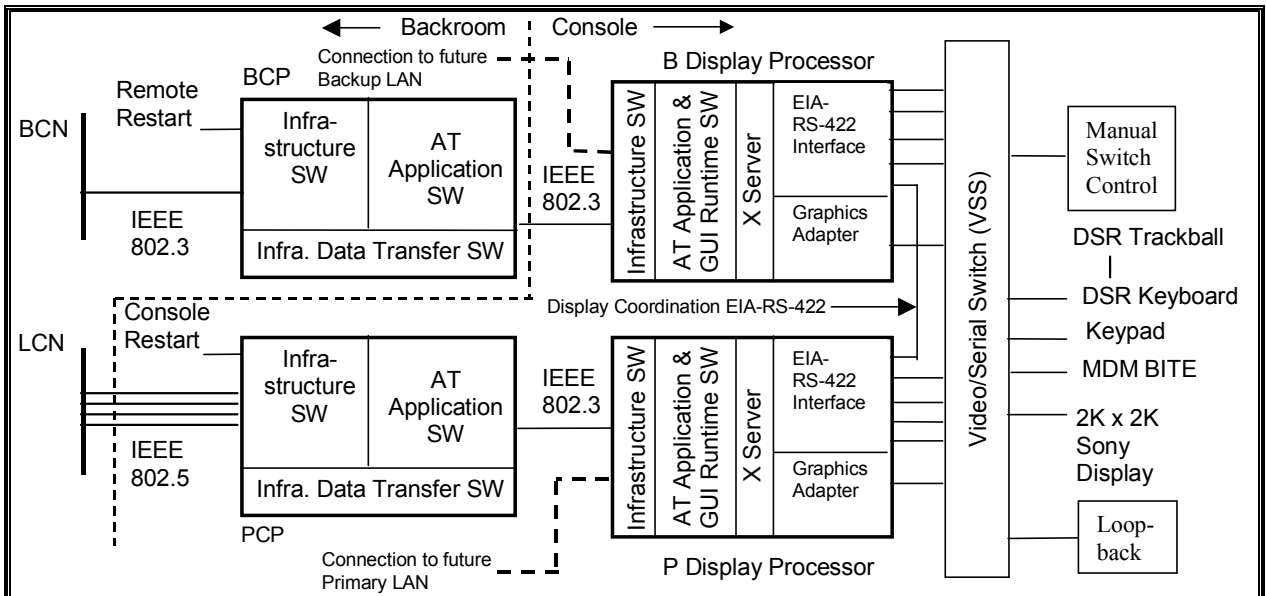 Backroom
Console
Connection to future
Backup LAN
BCP
B Display Processor
Remote
Restart
BCN
Infra-
structure
SW
AT
Application
SW
Infra. Data Transfer SW
IEEE
802.3
IEEE
802.3
Infrastructure SW
AT Application &
GUI Runtime SW
X Server
EIA-
RS-422
Interface
Graphics
Adapter
Video/Serial Switch (VSS)
Manual
Switch
Control
DSR Trackball
DSR Keyboard
Keypad
MDM BITE
2K x 2K
Sony
Display
Loop-
back
Display Coordination EIA-RS-422
LCN
Console
Restart
Infra-
structure
SW
AT
Application
SW
Infra. Data Transfer SW
PCP
IEEE
802.5
IEEE
802.3
Infrastructure SW
AT Application &
GUI Runtime SW
X Server
EIA-
RS-422
Interface
Graphics
Adapter
Connection to future
Primary LAN
P Display Processor